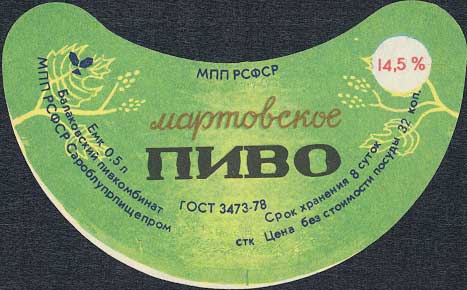 МПП РСФСР
14,5 %
мартовское
ПИВО
ГОСТ 3473-78
МПП РСФСР Саробупрпищепром
Балаковский пивкомбинат
Емк 0,5 л
Срок хранения 8 суток
Цена без стоимости посуды 32 коп.
стк